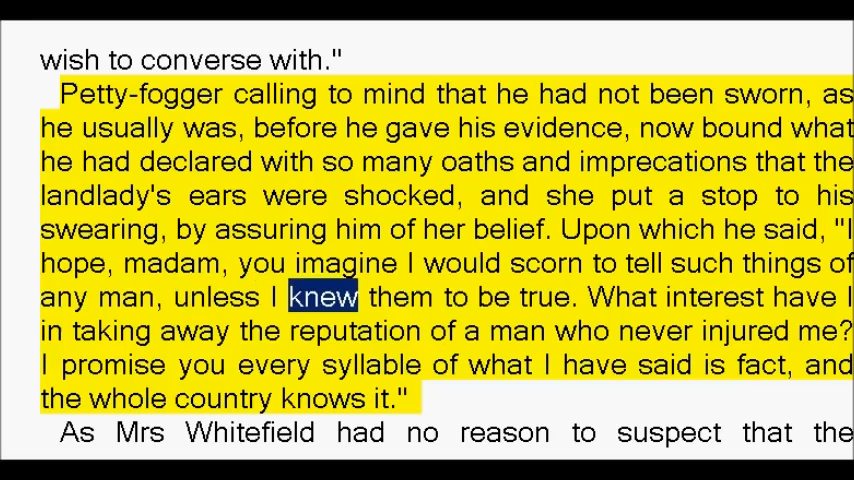 wish to converse with."
Petty-fogger calling to mind that he had not been sworn, as
he usually was, before he gave his evidence, now bound what
he had declared with so many oaths and imprecations that the
landlady's ears were shocked, and she put a stop to his
swearing, by assuring him of her belief. Upon which he said, "I
hope, madam, you imagine I would scorn to tell such things of
any man, unless I knew them to be true. What interest have I
in taking away the reputation of a man who never injured me?
I promise you every syllable of what I have said is fact, and
the whole country knows it."
As Mrs Whitefield had no reason to suspect that the